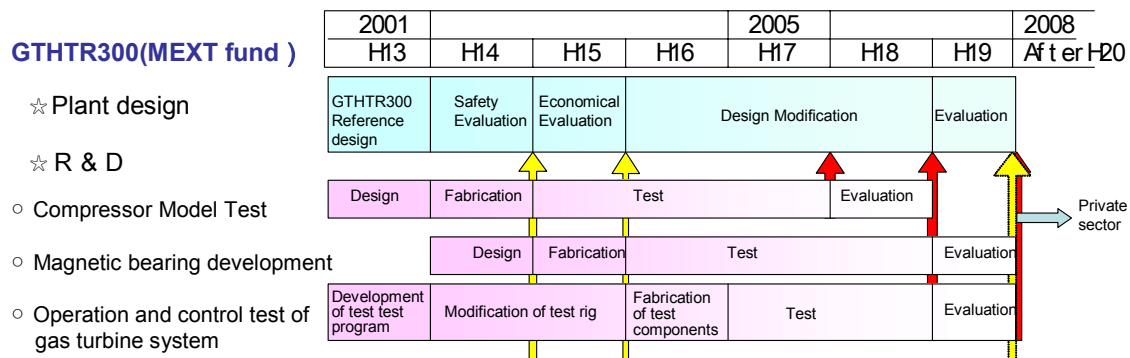 2001 2005 2008
GTHTR300(MEXT fund )
H13 H14 H15 H16 H17 H18 H19 After H20
☆ Plant design
GTHTR300
Reference
design
Safety
Evaluation
Economical
Evaluation
Design Modification
Evaluation
☆ R & D
○ Compressor Model Test
Design
Fabrication
Test
Evaluation
Private
sector
○ Magnetic bearing development
Design
Fabrication
Test
Evaluation
○ Operation and control test of
gas turbine system
Development
of test test
program
Modification of test rig
Fabrication
of test
components
Test
Evaluation